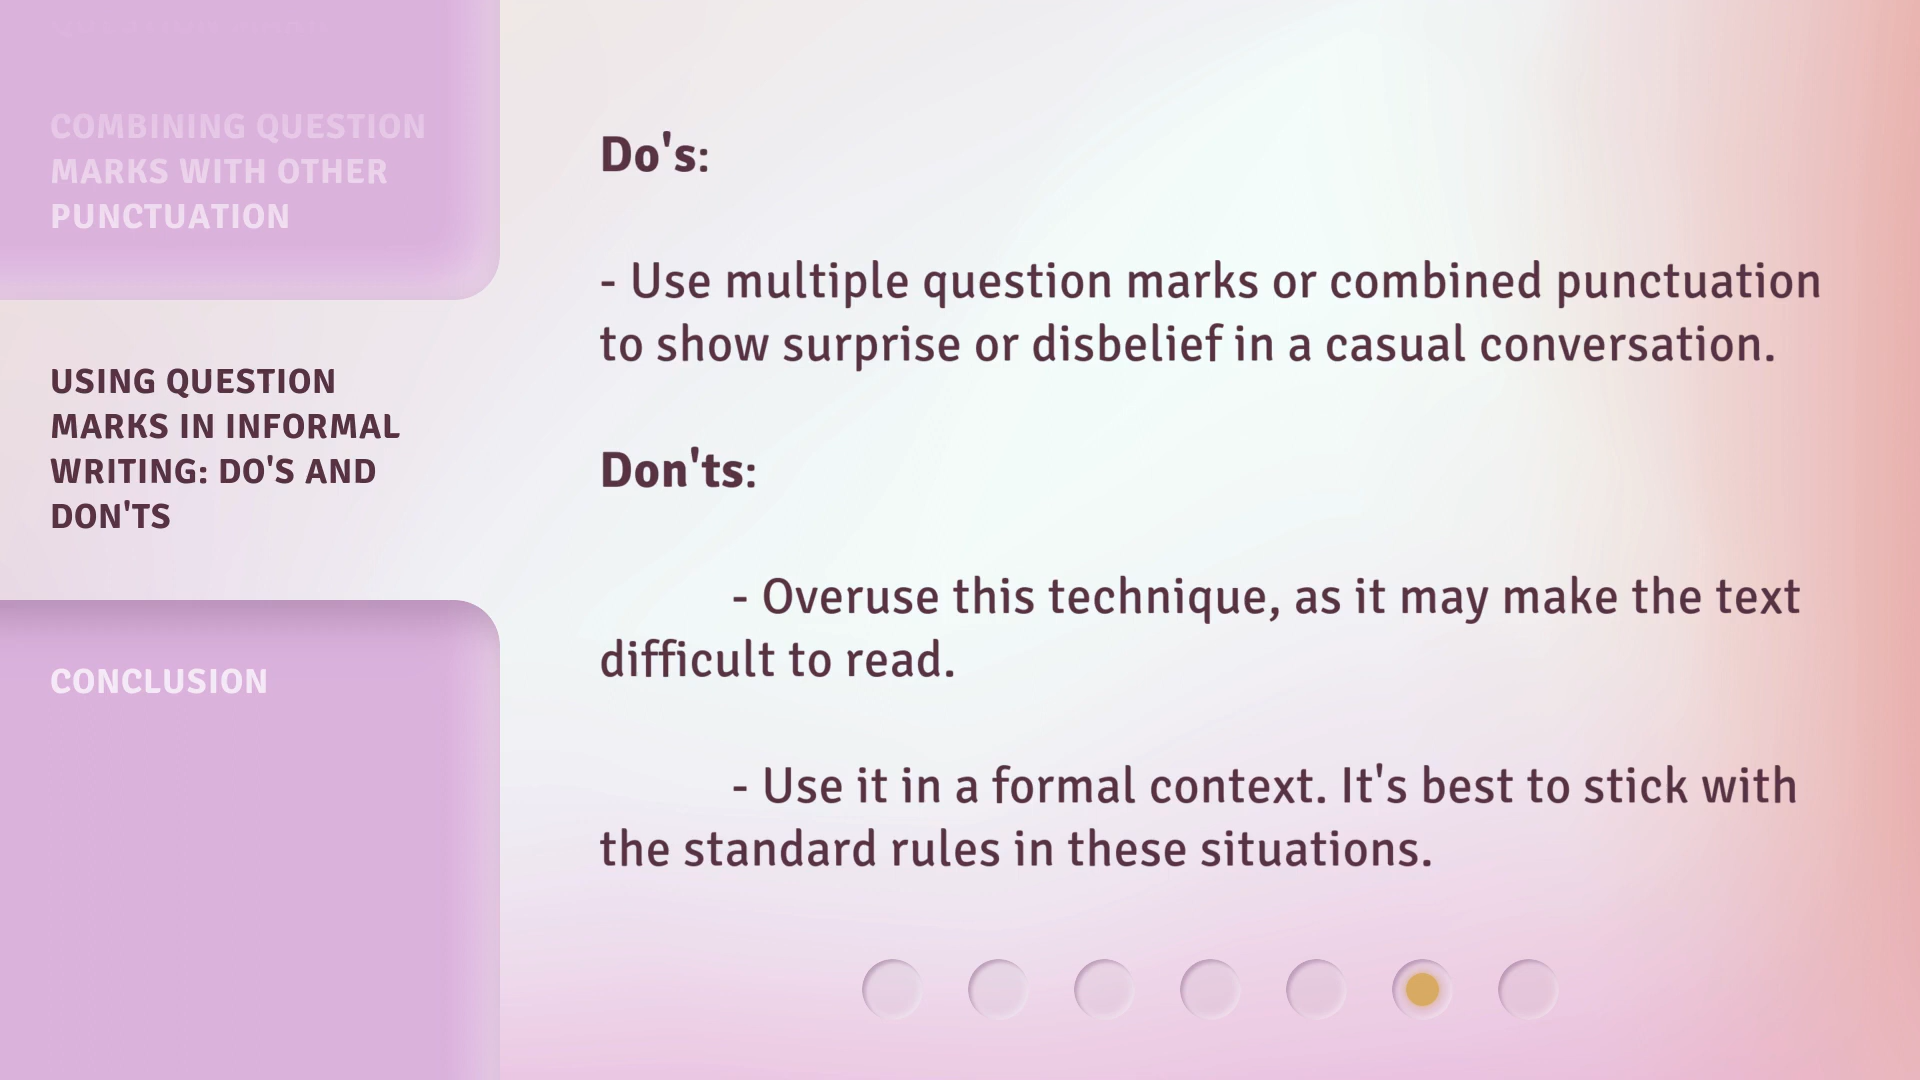 COMBINING QUESTION
MARKS WITH OTHER
PUNCTUATION
USING QUESTION
MARKS IN INFORMAL
WRITING: DO'S AND
DON'TS
CONCLUSION
Do's:
- Use multiple question marks or combined punctuation
to show surprise or disbelief in a casual conversation.
Don'ts:
- Overuse this technique, as it may make the text
difficult to read.
- Use it in a formal context. It's best to stick with
the standard rules in these situations.